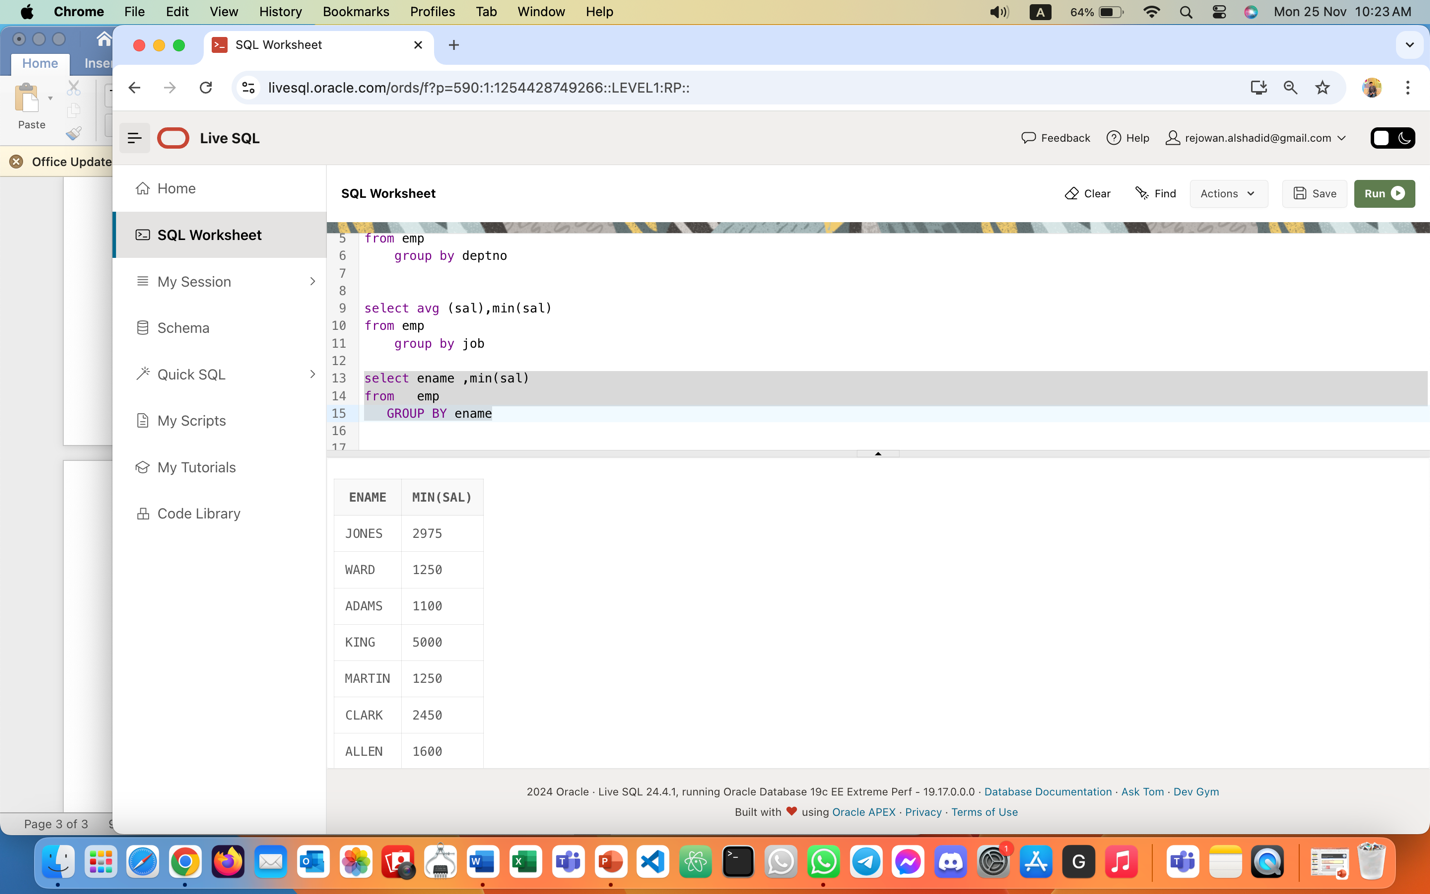 Chrome File Edit View History Bookmarks Profiles Tab Window Help
A 64% Mon 25 Nov 10:23 AM
Home
Paste
Office Update
Page 3 of 3
SQL Worksheet
livesql.oracle.com/ords/f?p=590:1:1254428749266::LEVEL1:RP::
Live SQL
Feedback Help rejowan.alshadid@gmail.com
Home
SQL Worksheet
My Session
Schema
Quick SQL
My Scripts
My Tutorials
Code Library
SQL Worksheet
Clear Find Actions Save Run
5 from emp
6 group by deptno
7
8
9 select avg (sal),min(sal)
10 from emp
11 group by job
12
13 select ename ,min(sal)
14 from emp
15 GROUP BY ename
16
17
ENAME MIN(SAL)
JONES 2975
WARD 1250
ADAMS 1100
KING 5000
MARTIN 1250
CLARK 2450
ALLEN 1600
2024 Oracle · Live SQL 24.4.1, running Oracle Database 19c EE Extreme Perf - 19.17.0.0.0 · Database Documentation · Ask Tom · Dev Gym
Built with ❤ using Oracle APEX · Privacy · Terms of Use
1